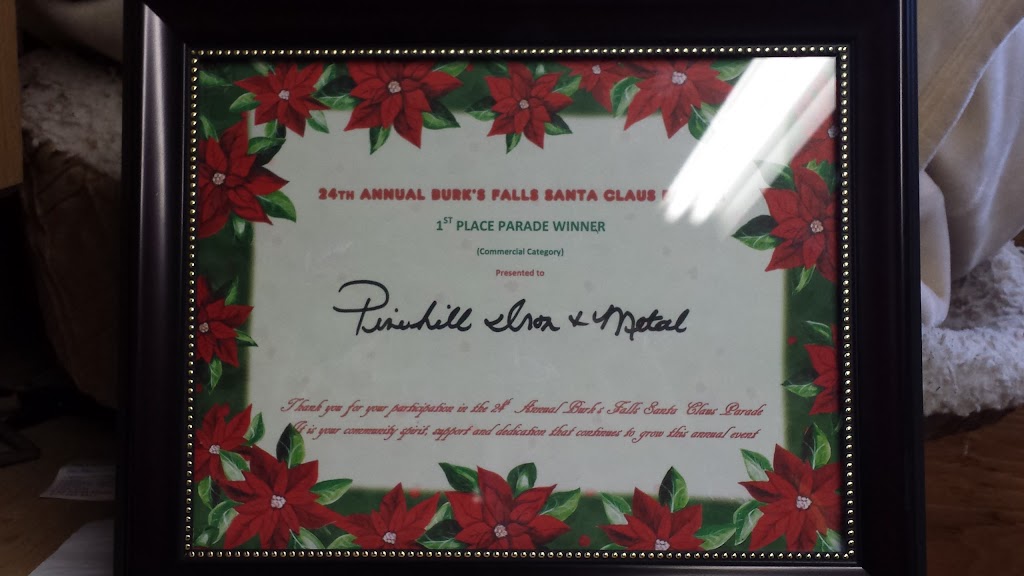 24TH ANNUAL BURK'S FALLS SANTA CLAUS
1ST PLACE PARADE WINNER
(Commercial Category)
Presented to
Pinehill Iron & Metal
Thank you for your participation in the 24th Annual Burk's Falls Santa Claus Parade
It is your community spirit, support and dedication that continues to grow this annual event